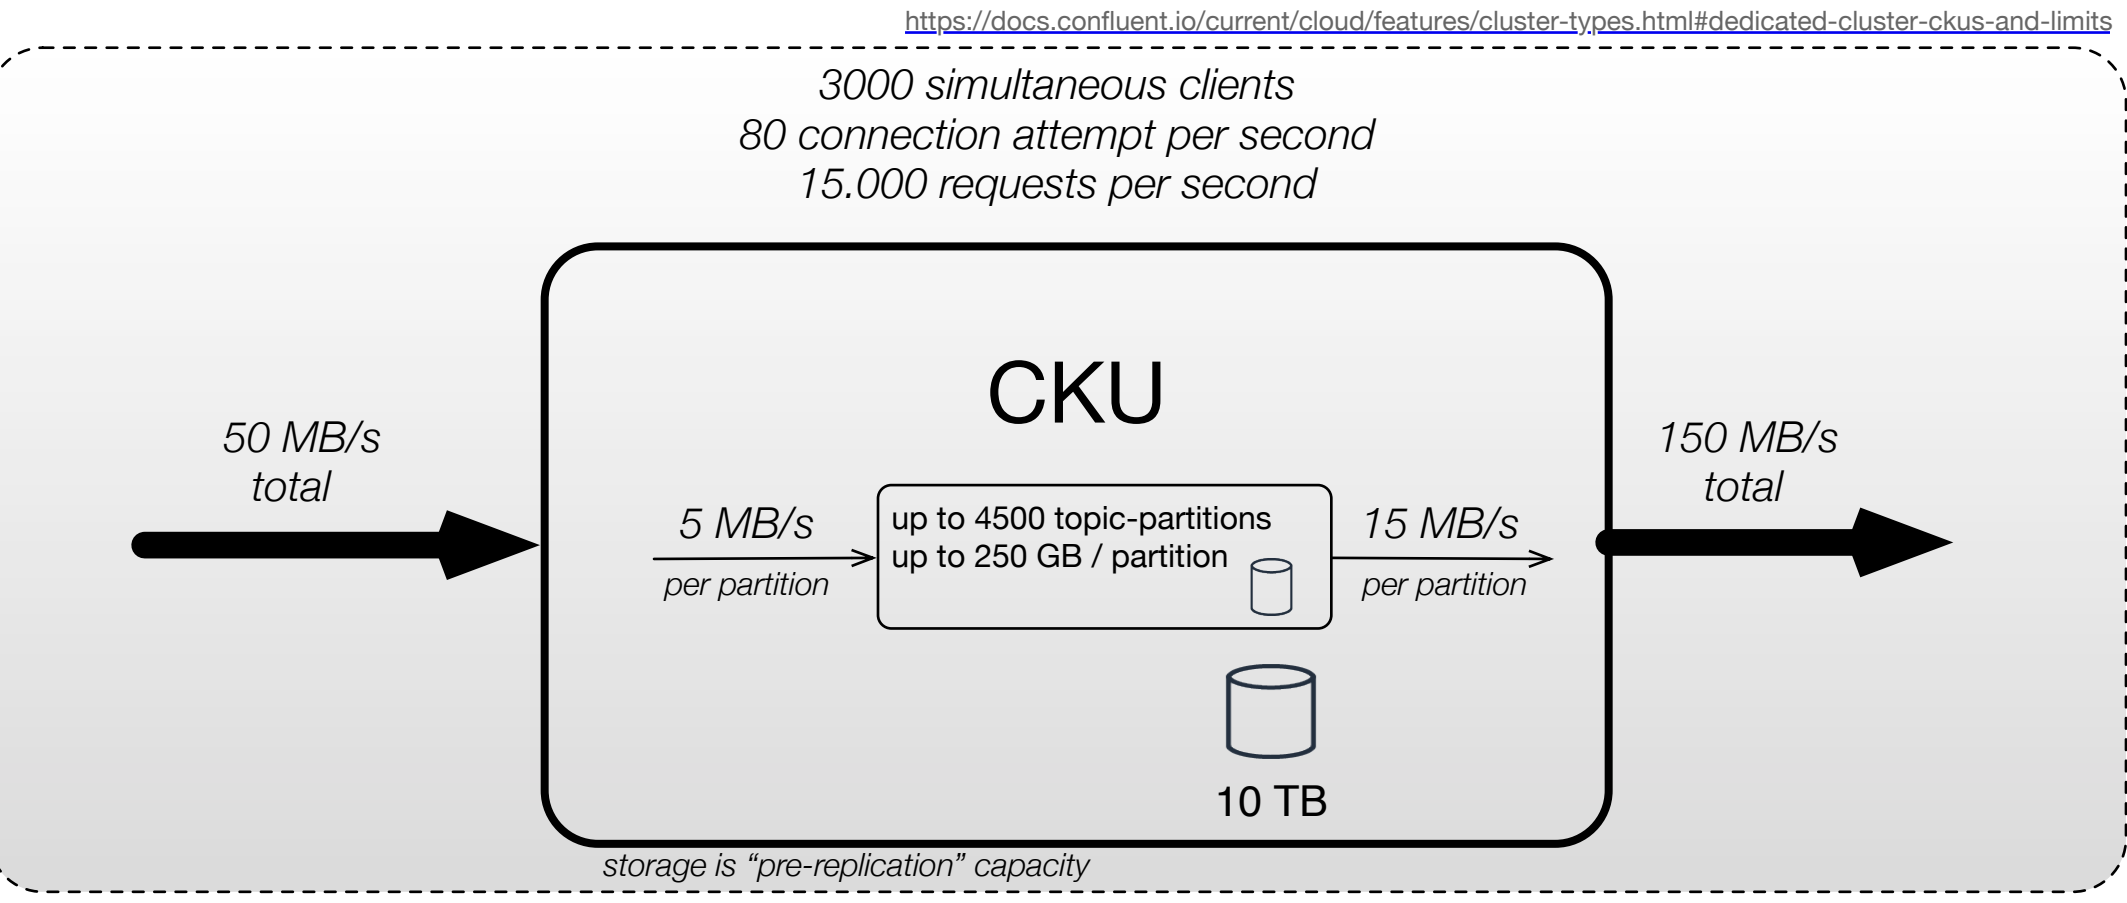 https://docs.confluent.io/current/cloud/features/cluster-types.html#dedicated-cluster-ckus-and-limits
3000 simultaneous clients
80 connection attempt per second
15.000 requests per second
CKU
50 MB/s
total
5 MB/s
per partition
up to 4500 topic-partitions
up to 250 GB / partition
15 MB/s
per partition
150 MB/s
total
10 TB
storage is “pre-replication” capacity